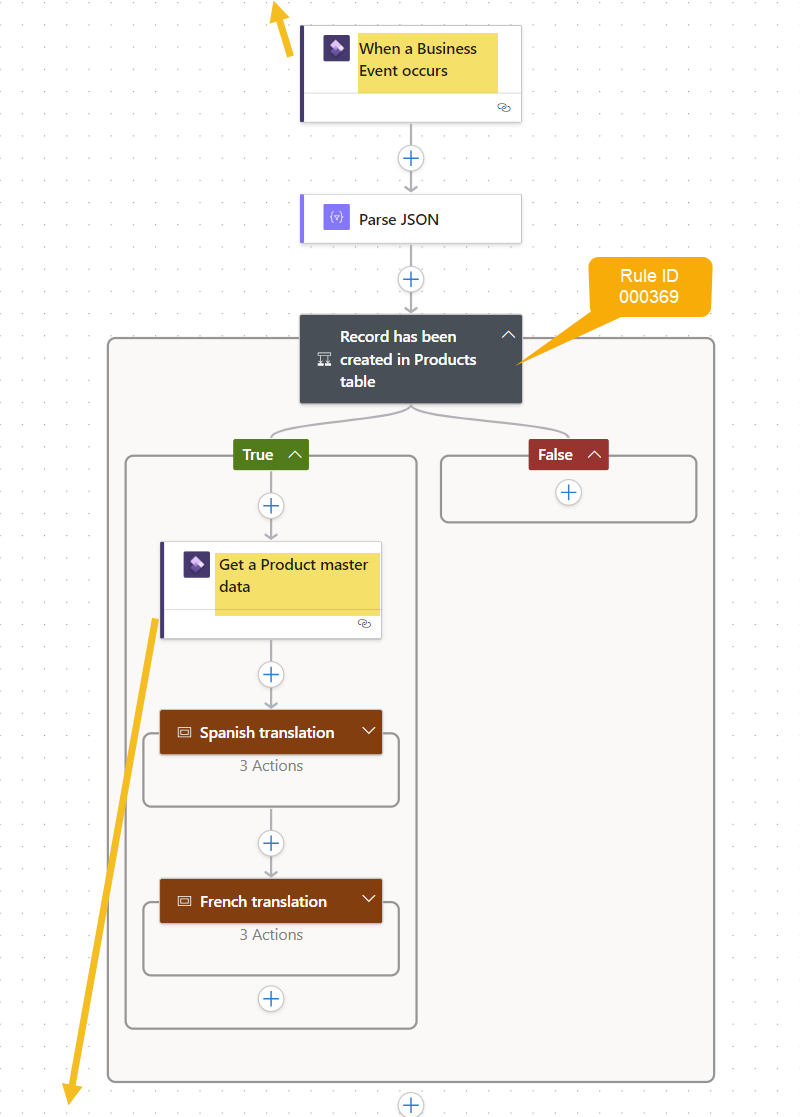 When a Business
Event occurs
Parse JSON
Rule ID
000369
Record has been
created in Products
table
True
False
Get a Product master
data
Spanish translation
3 Actions
French translation
3 Actions